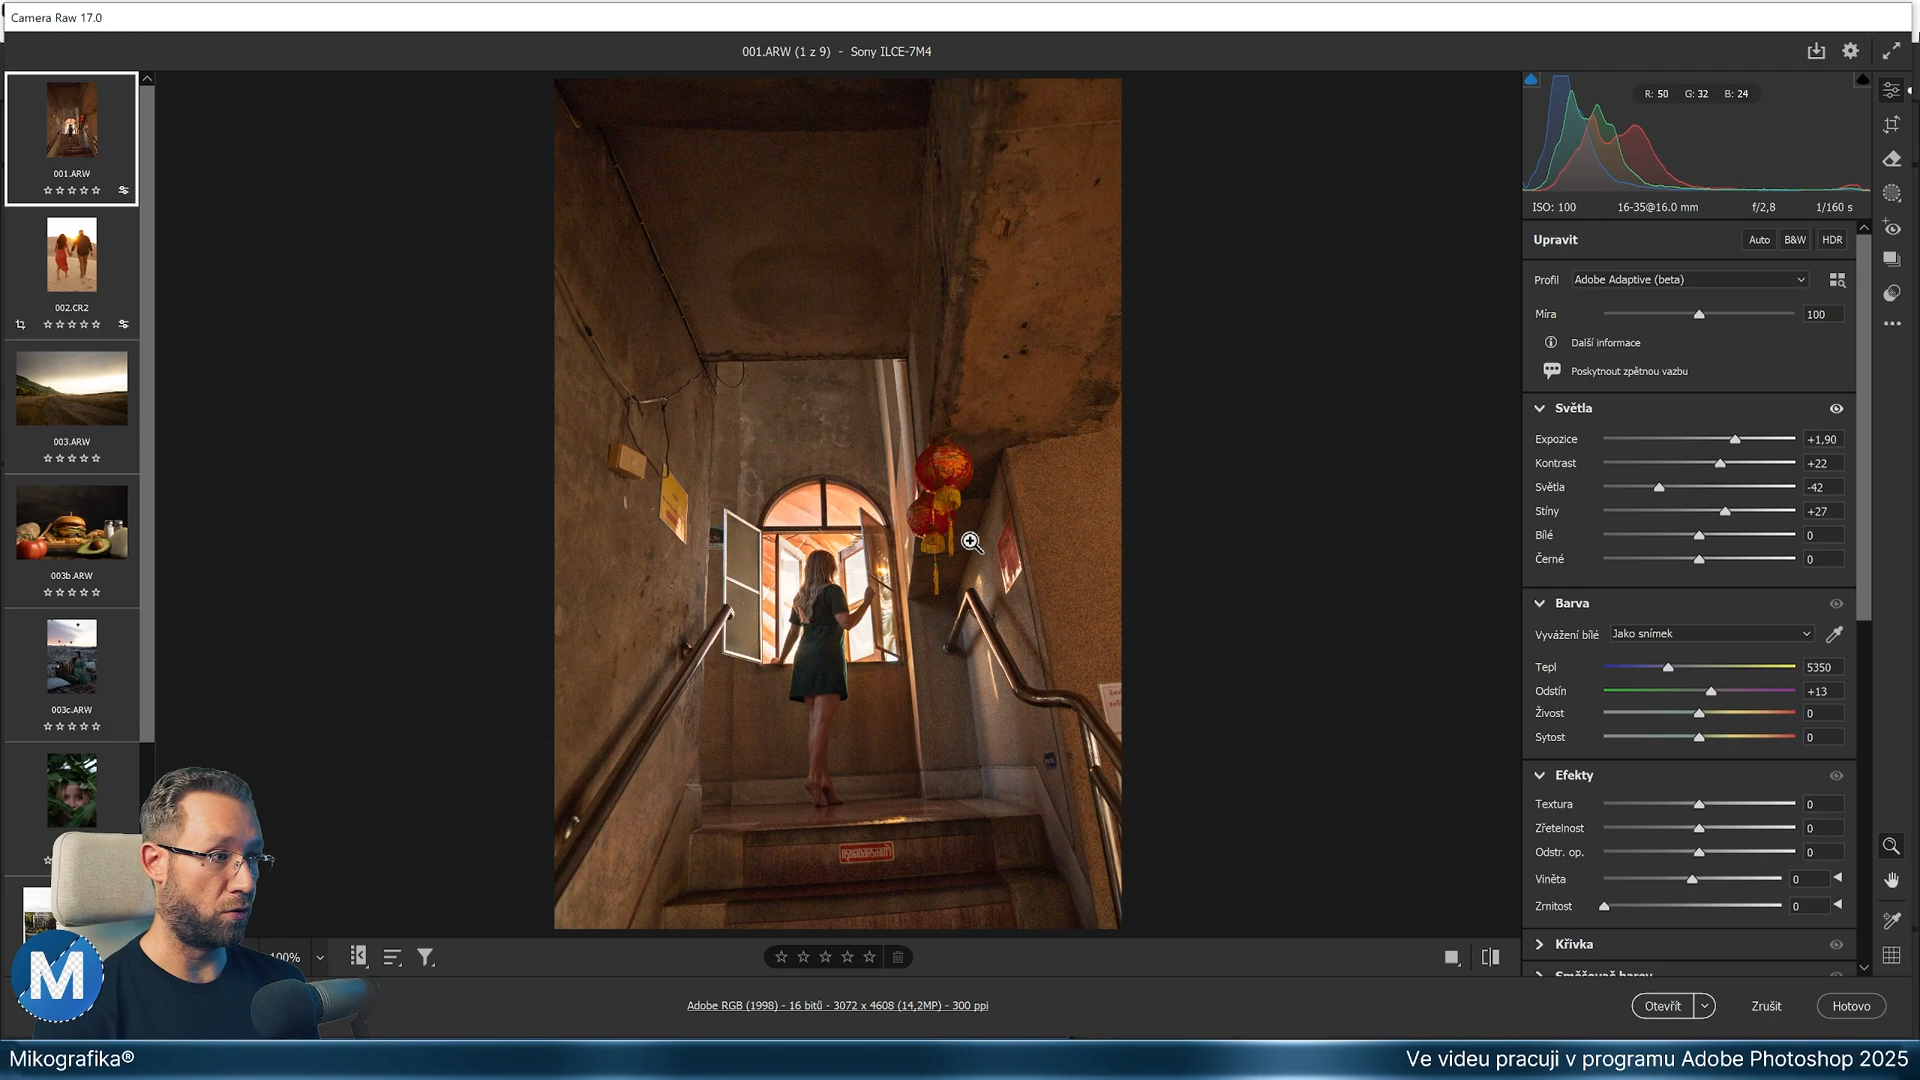 Camera Raw 17.0
001.ARW (1 z 9) - Sony ILCE-7M4
001.ARW
002.CR2
003.ARW
003b.ARW
003c.ARW
R: 50 G: 32 B: 24
ISO: 100 16-35@16.0 mm f/2,8 1/160 s
Upravit Auto B&W HDR
Profil Adobe Adaptive (beta)
Míra 100
Další informace
Poskytnout zpětnou vazbu
Světla
Expozice +1,90
Kontrast +22
Světla -42
Stíny +27
Bílé 0
Černé 0
Barva
Vyvážení bílé Jako snímek
Tepl 5350
Odstín +13
Živost 0
Sytost 0
Efekty
Textura 0
Zřetelnost 0
Odstr. op. 0
Viněta 0
Zrnitost 0
Křivka
Směšovač barev
100%
Adobe RGB (1998) - 16 bitů - 3072 x 4608 (14,2MP) - 300 ppi
Otevřít Zrušit Hotovo
M
Mikografika®
Ve videu pracuji v programu Adobe Photoshop 2025